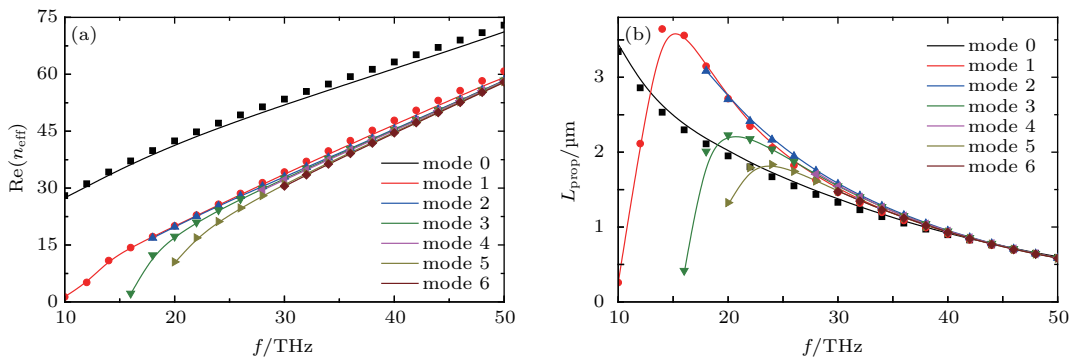 (a)
Re(neff)
75
60
45
30
15
0
10
20
30
40
50
f/THz
mode 0
mode 1
mode 2
mode 3
mode 4
mode 5
mode 6
(b)
Lprop/μm
3
2
1
0
10
20
30
40
50
f/THz
mode 0
mode 1
mode 2
mode 3
mode 4
mode 5
mode 6